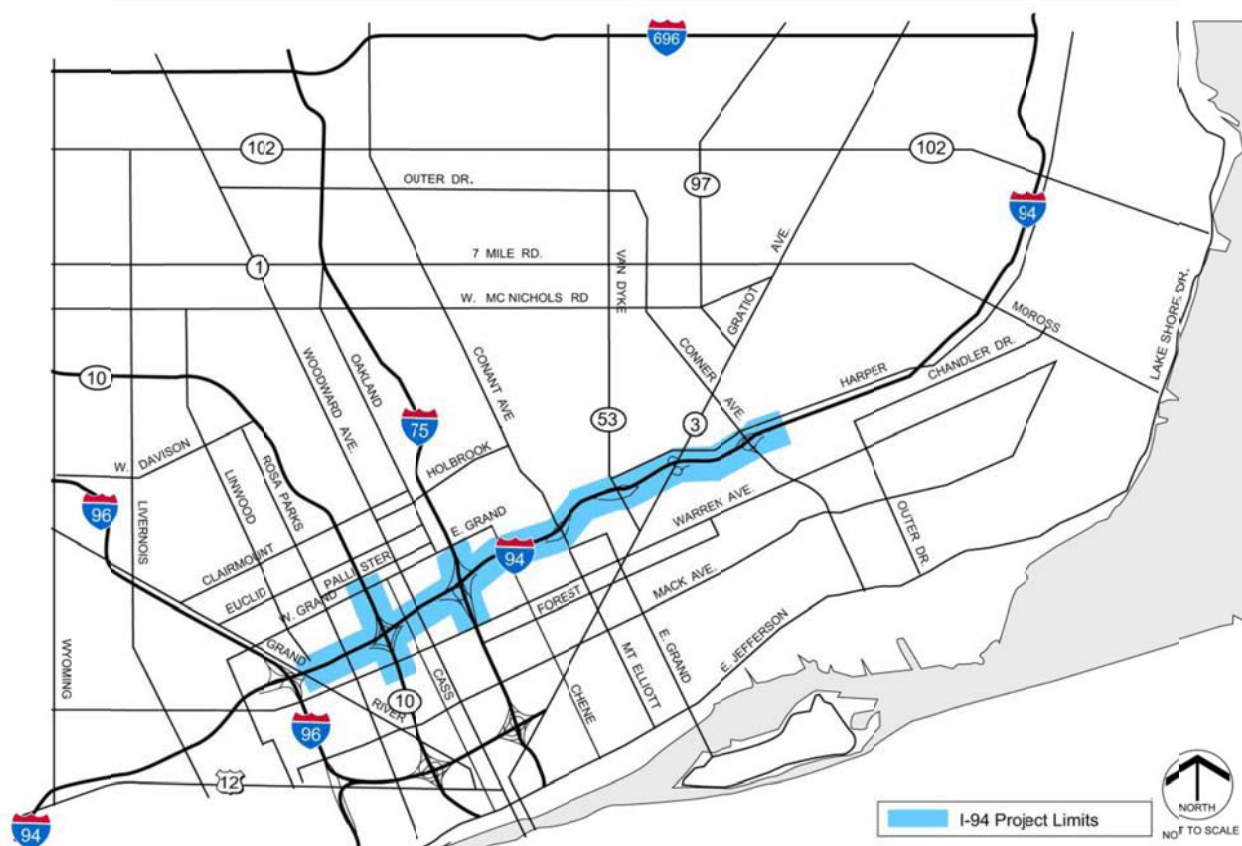 696
102
102
OUTER DR.
97
94
AVE.
1
7 MILE RD.
VAN DYKE
W. MC NICHOLS RD
GRATIOT
MOROSS
LAKE SHORE DR.
10
WOODWARD AVE.
OAKLAND
CONANT AVE
CONNER AVE
HARPER
CHANDLER DR.
75
53
3
W. DAVISON
HOLBROOK
LINWOOD
ROSA PARKS
96
LIVERNOIS
WARREN AVE.
E. GRAND
94
OUTER DR.
CLAIRMOUNT
PALLISTER
EUCLID
W. GRAND
FOREST
MACK AVE.
GRAND
RIVER
WYOMING
CASS
10
CHENE
MT ELLIOTT
E. GRAND
E. JEFFERSON
96
12
94
I-94 Project Limits
NORTH
NOT TO SCALE